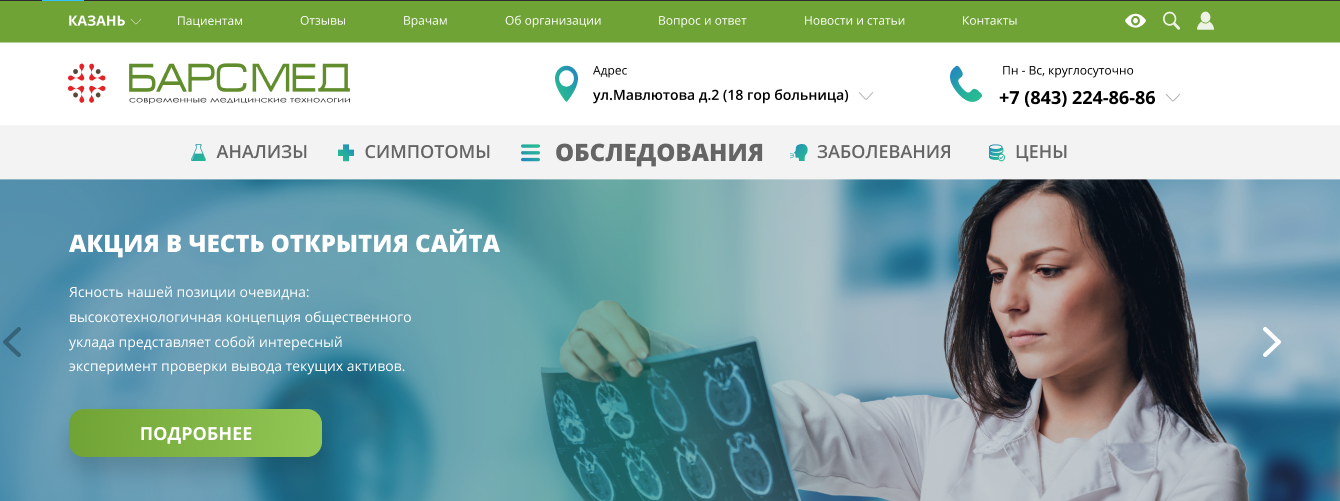 КАЗАНЬ Пациентам Отзывы Врачам Об организации Вопрос и ответ Новости и статьи Контакты
БАРСМЕД
современные медицинские технологии
Адрес
ул.Мавлютова д.2 (18 гор больница)
Пн - Вс, круглосуточно
+7 (843) 224-86-86
АНАЛИЗЫ СИМПОТОМЫ ОБСЛЕДОВАНИЯ ЗАБОЛЕВАНИЯ ЦЕНЫ
АКЦИЯ В ЧЕСТЬ ОТКРЫТИЯ САЙТА
Ясность нашей позиции очевидна:
высокотехнологичная концепция общественного
уклада представляет собой интересный
эксперимент проверки вывода текущих активов.
ПОДРОБНЕЕ